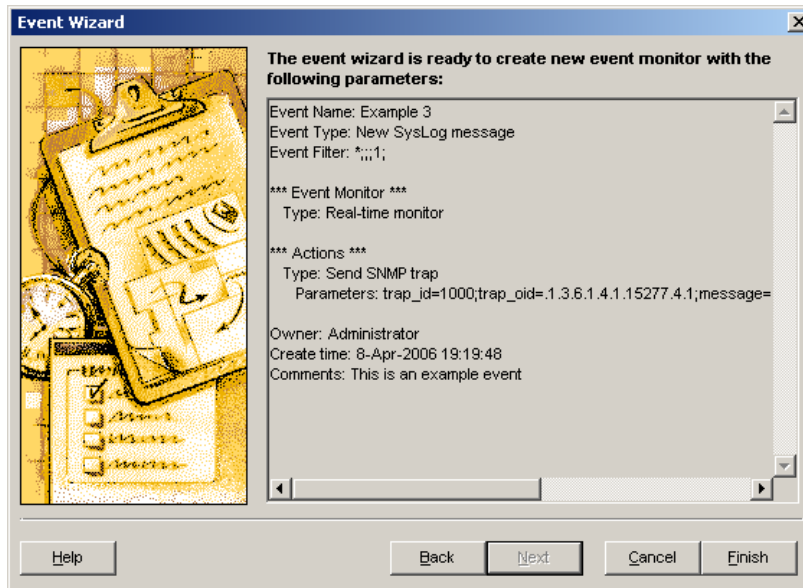 Event Wizard
The event wizard is ready to create new event monitor with the
following parameters:
Event Name: Example 3
Event Type: New SysLog message
Event Filter: *;;;1;
*** Event Monitor ***
Type: Real-time monitor
*** Actions ***
Type: Send SNMP trap
Parameters: trap_id=1000;trap_oid=.1.3.6.1.4.1.15277.4.1;message=
Owner: Administrator
Create time: 8-Apr-2006 19:19:48
Comments: This is an example event
Help
Back
Next
Cancel
Finish